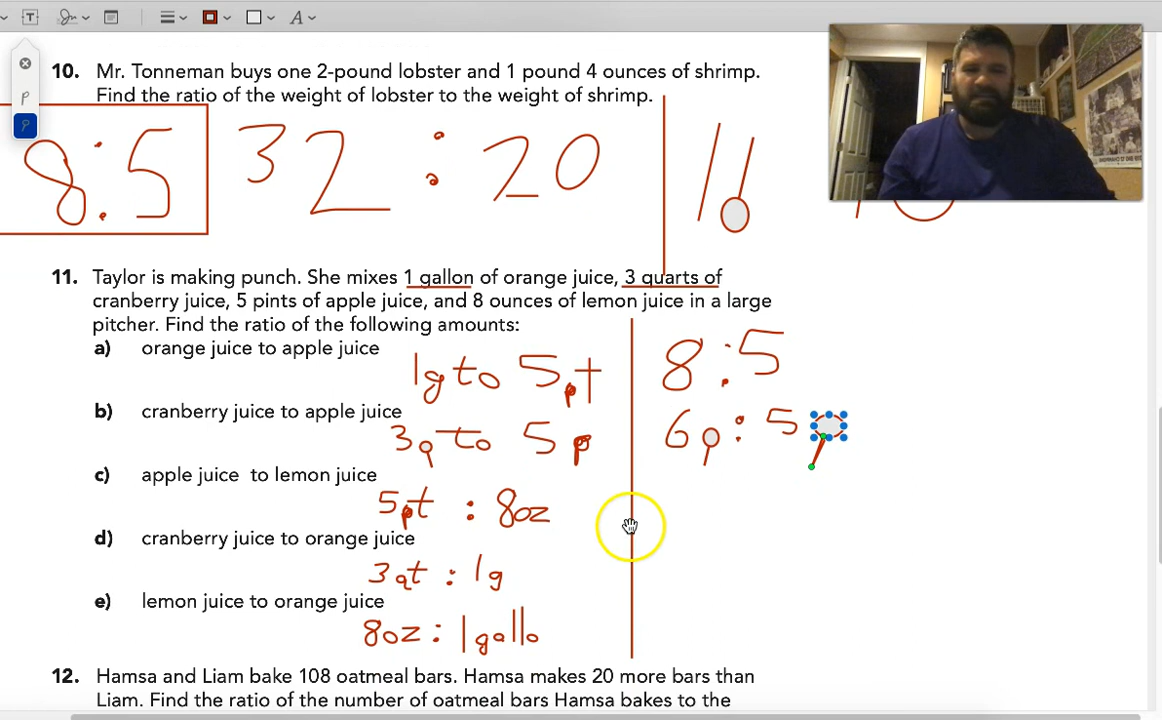 10. Mr. Tonneman buys one 2-pound lobster and 1 pound 4 ounces of shrimp.
Find the ratio of the weight of lobster to the weight of shrimp.
8:5 32 : 20
11. Taylor is making punch. She mixes 1 gallon of orange juice, 3 quarts of
cranberry juice, 5 pints of apple juice, and 8 ounces of lemon juice in a large
pitcher. Find the ratio of the following amounts:
a) orange juice to apple juice
1g to 5pt 8:5
b) cranberry juice to apple juice
3q to 5p 6p:5
c) apple juice to lemon juice
5pt : 8oz
d) cranberry juice to orange juice
3qt : 1g
e) lemon juice to orange juice
8oz : 1gallo
12. Hamsa and Liam bake 108 oatmeal bars. Hamsa makes 20 more bars than
Liam. Find the ratio of the number of oatmeal bars Hamsa bakes to the